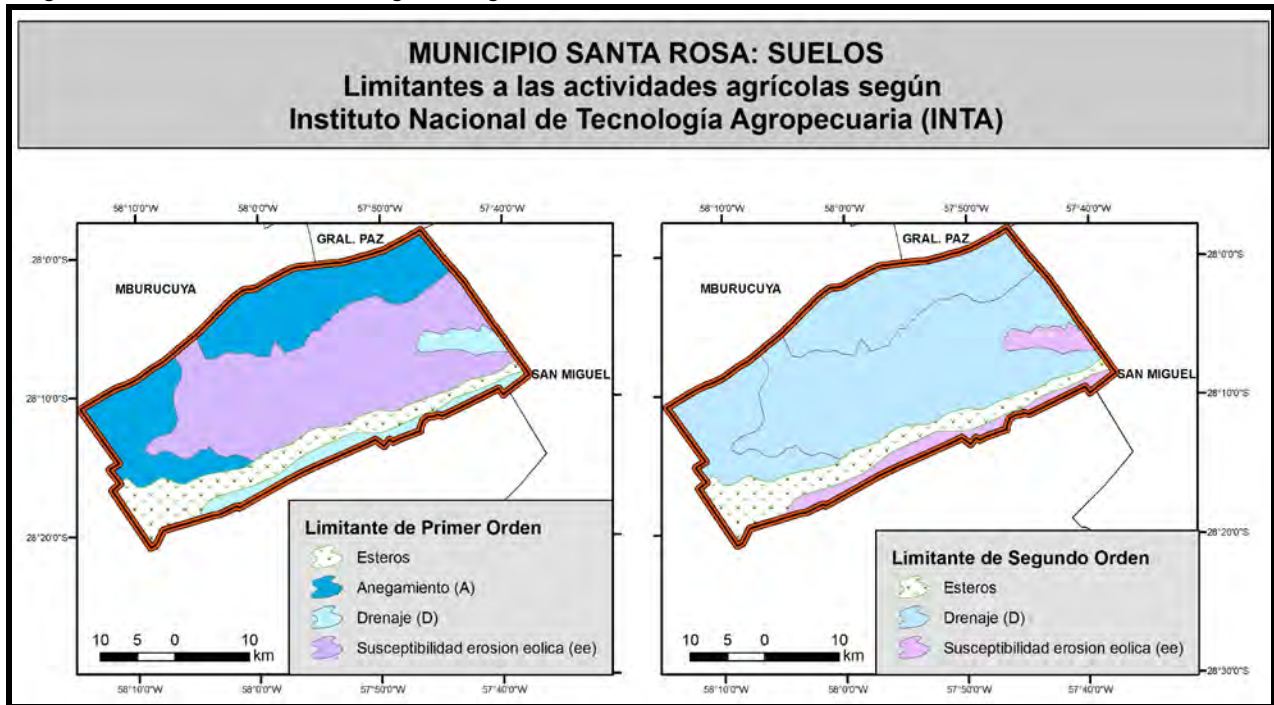 MUNICIPIO SANTA ROSA: SUELOS
Limitantes a las actividades agrícolas según
Instituto Nacional de Tecnología Agropecuaria (INTA)
58°10'0"W 58°0'0"W 57°50'0"W 57°40'0"W
28°0'0"S
28°10'0"S
28°20'0"S
GRAL. PAZ
MBURUCUYA
SAN MIGUEL
Limitante de Primer Orden
Esteros
Anegamiento (A)
Drenaje (D)
Susceptibilidad erosion eolica (ee)
10 5 0 10
km
58°10'0"W 58°0'0"W 57°50'0"W 57°40'0"W
58°10'0"W 58°0'0"W 57°50'0"W 57°40'0"W
GRAL. PAZ
MBURUCUYA
SAN MIGUEL
28°0'0"S
28°10'0"S
28°20'0"S
28°30'0"S
Limitante de Segundo Orden
Esteros
Drenaje (D)
Susceptibilidad erosion eolica (ee)
10 5 0 10
km
58°10'0"W 58°0'0"W 57°50'0"W 57°40'0"W